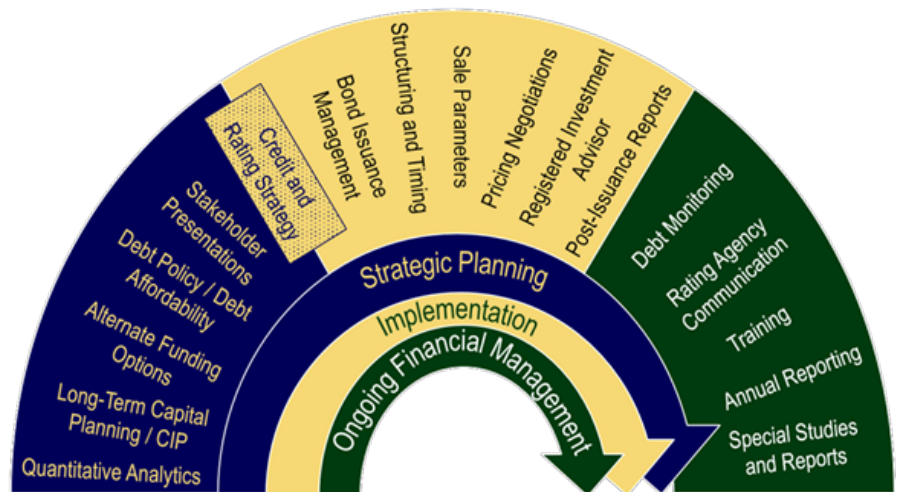 Quantitative Analytics
Long-Term Capital
Planning / CIP
Alternate Funding
Options
Debt Policy / Debt
Affordability
Stakeholder
Presentations
Credit and
Rating Strategy
Bond Issuance
Management
Structuring and Timing
Sale Parameters
Pricing Negotiations
Registered Investment
Advisor
Post-Issuance Reports
Debt Monitoring
Rating Agency
Communication
Training
Annual Reporting
Special Studies
and Reports
Strategic Planning
Implementation
Ongoing Financial Management